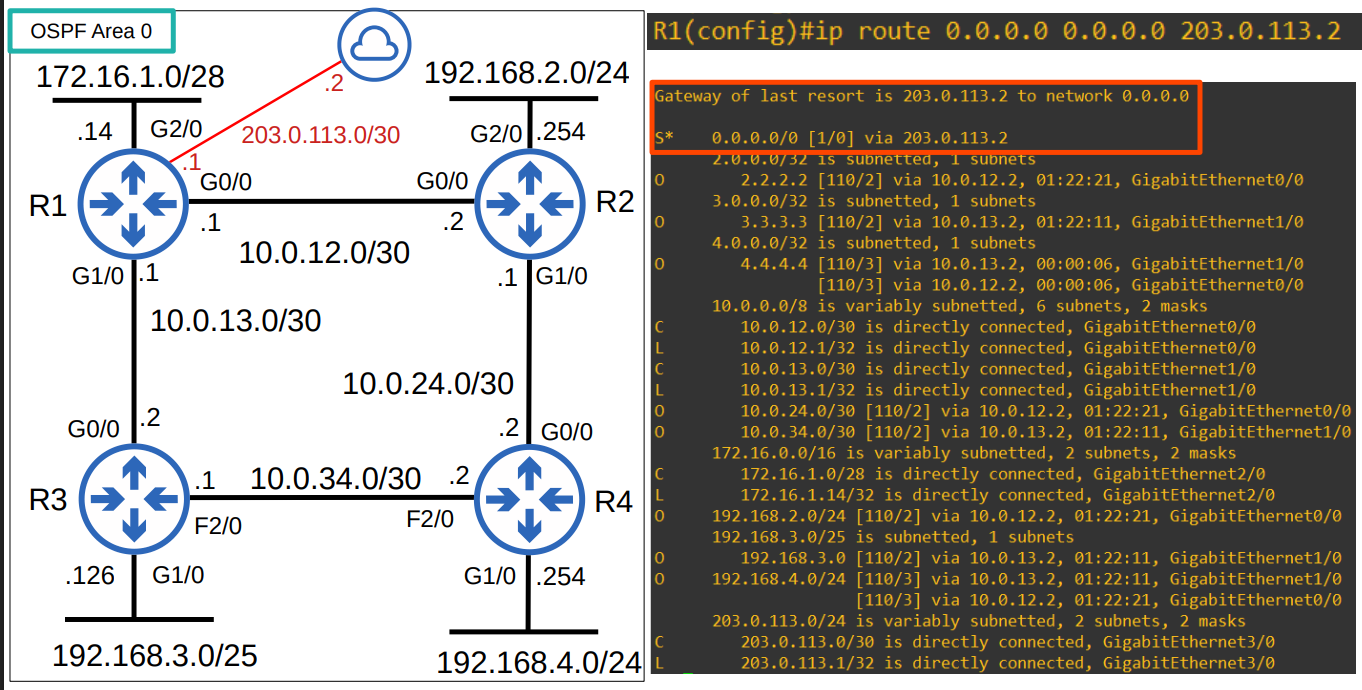 OSPF Area 0
172.16.1.0/28
192.168.2.0/24
.2
.14
G2/0
203.0.113.0/30
G2/0
.254
.1
G0/0
G0/0
R1
R2
.1
.2
10.0.12.0/30
G1/0
.1
.1
G1/0
10.0.13.0/30
10.0.24.0/30
G0/0
.2
.2
G0/0
R3
.1
10.0.34.0/30
.2
R4
F2/0
F2/0
.126
G1/0
G1/0
.254
192.168.3.0/25
192.168.4.0/24
R1(config)#ip route 0.0.0.0 0.0.0.0 203.0.113.2
Gateway of last resort is 203.0.113.2 to network 0.0.0.0
S* 0.0.0.0/0 [1/0] via 203.0.113.2
2.0.0.0/32 is subnetted, 1 subnets
O 2.2.2.2 [110/2] via 10.0.12.2, 01:22:21, GigabitEthernet0/0
3.0.0.0/32 is subnetted, 1 subnets
O 3.3.3.3 [110/2] via 10.0.13.2, 01:22:11, GigabitEthernet1/0
4.0.0.0/32 is subnetted, 1 subnets
O 4.4.4.4 [110/3] via 10.0.13.2, 00:00:06, GigabitEthernet1/0
[110/3] via 10.0.12.2, 00:00:06, GigabitEthernet0/0
10.0.0.0/8 is variably subnetted, 6 subnets, 2 masks
C 10.0.12.0/30 is directly connected, GigabitEthernet0/0
L 10.0.12.1/32 is directly connected, GigabitEthernet0/0
C 10.0.13.0/30 is directly connected, GigabitEthernet1/0
L 10.0.13.1/32 is directly connected, GigabitEthernet1/0
O 10.0.24.0/30 [110/2] via 10.0.12.2, 01:22:21, GigabitEthernet0/0
O 10.0.34.0/30 [110/2] via 10.0.13.2, 01:22:11, GigabitEthernet1/0
172.16.0.0/16 is variably subnetted, 2 subnets, 2 masks
C 172.16.1.0/28 is directly connected, GigabitEthernet2/0
L 172.16.1.14/32 is directly connected, GigabitEthernet2/0
O 192.168.2.0/24 [110/2] via 10.0.12.2, 01:22:21, GigabitEthernet0/0
192.168.3.0/25 is subnetted, 1 subnets
O 192.168.3.0 [110/2] via 10.0.13.2, 01:22:11, GigabitEthernet1/0
O 192.168.4.0/24 [110/3] via 10.0.13.2, 01:22:11, GigabitEthernet1/0
[110/3] via 10.0.12.2, 01:22:21, GigabitEthernet0/0
203.0.113.0/24 is variably subnetted, 2 subnets, 2 masks
C 203.0.113.0/30 is directly connected, GigabitEthernet3/0
L 203.0.113.1/32 is directly connected, GigabitEthernet3/0